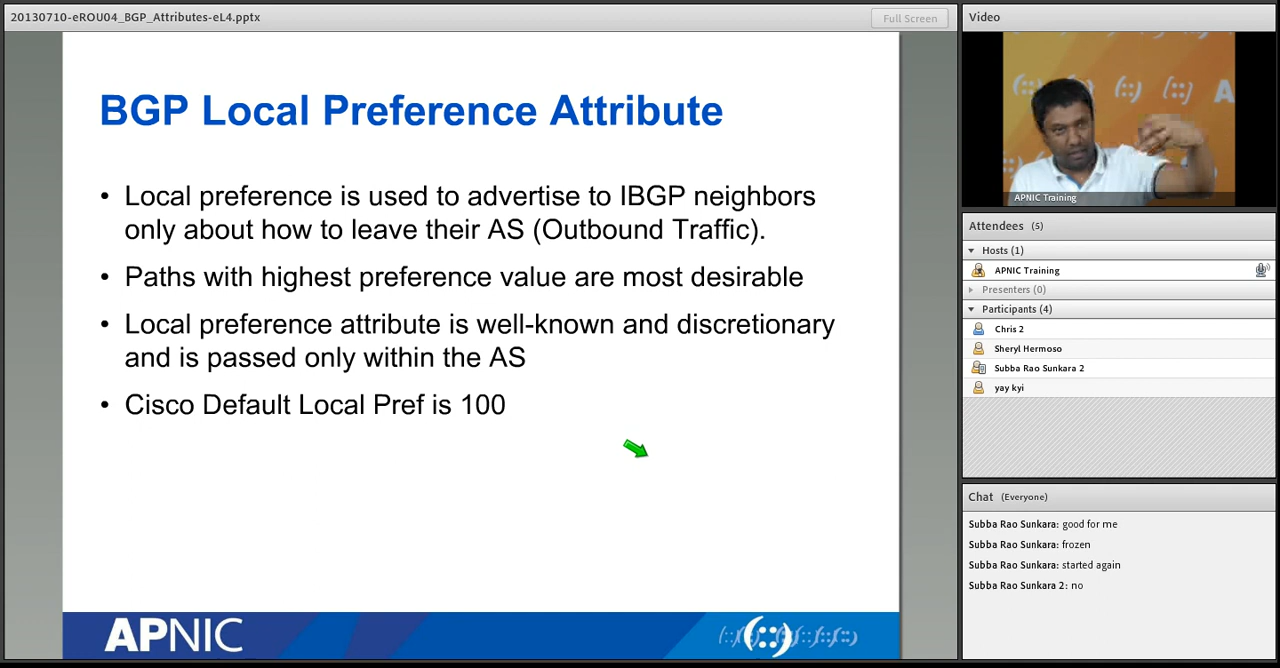 20130710-eROU04_BGP_Attributes-eL4.pptx
Full Screen
BGP Local Preference Attribute
• Local preference is used to advertise to IBGP neighbors
only about how to leave their AS (Outbound Traffic).
• Paths with highest preference value are most desirable
• Local preference attribute is well-known and discretionary
and is passed only within the AS
• Cisco Default Local Pref is 100
APNIC
Video
A
APNIC Training
Attendees (5)
Hosts (1)
APNIC Training
Presenters (0)
Participants (4)
Chris 2
Sheryl Hermoso
Subba Rao Sunkara 2
yay kyi
Chat (Everyone)
Subba Rao Sunkara: good for me
Subba Rao Sunkara: frozen
Subba Rao Sunkara: started again
Subba Rao Sunkara 2: no